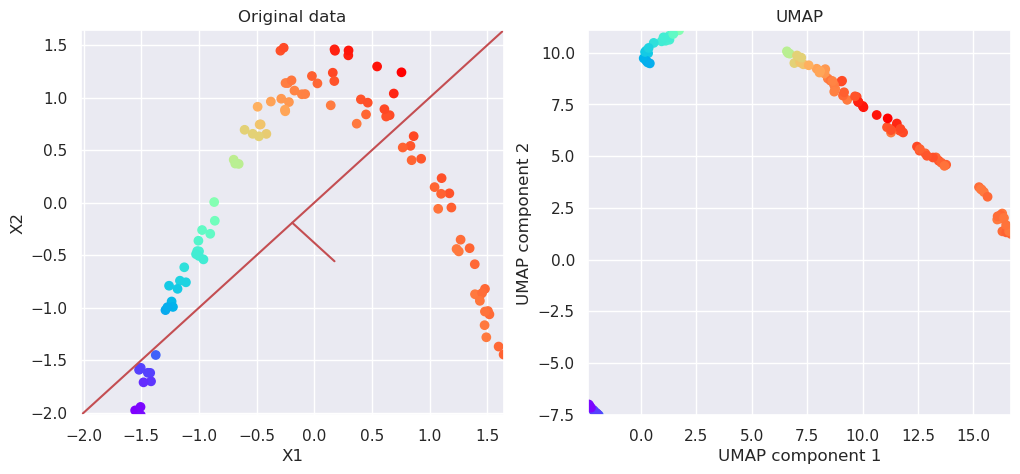 Original data
1.5
1.0
0.5
0.0
−0.5
−1.0
−1.5
−2.0
X2
−2.0 −1.5 −1.0 −0.5 0.0 0.5 1.0 1.5
X1
UMAP
10.0
7.5
5.0
2.5
0.0
−2.5
−5.0
−7.5
UMAP component 2
0.0 2.5 5.0 7.5 10.0 12.5 15.0
UMAP component 1